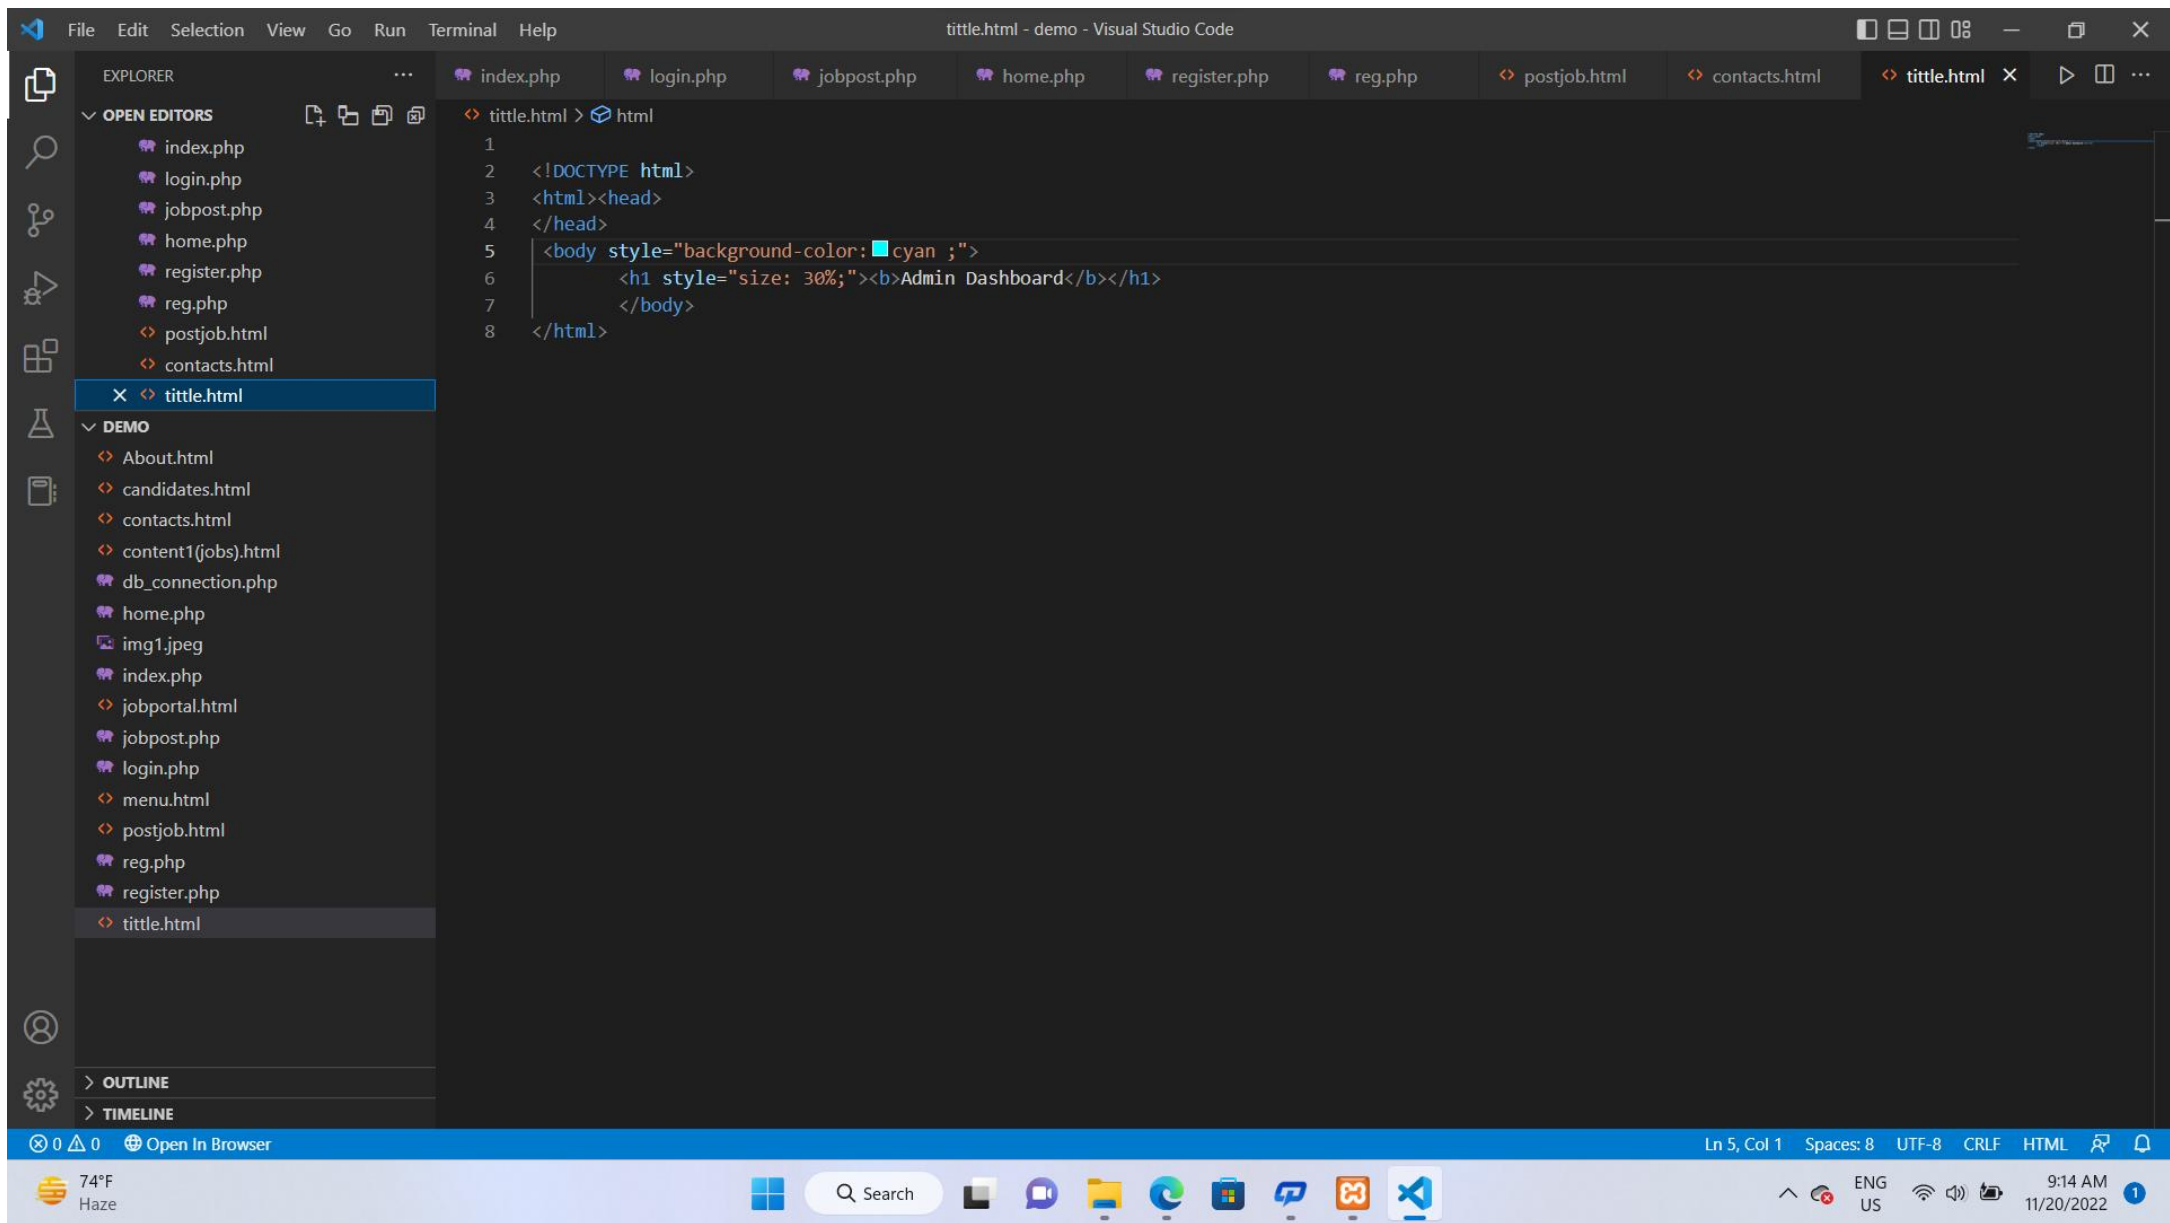 File Edit Selection View Go Run Terminal Help
tittle.html - demo - Visual Studio Code
EXPLORER
OPEN EDITORS
index.php
login.php
jobpost.php
home.php
register.php
reg.php
postjob.html
contacts.html
tittle.html
DEMO
About.html
candidates.html
contacts.html
content1(jobs).html
db_connection.php
home.php
img1.jpeg
index.php
jobportal.html
jobpost.php
login.php
menu.html
postjob.html
reg.php
register.php
tittle.html
OUTLINE
TIMELINE
index.php login.php jobpost.php home.php register.php reg.php postjob.html contacts.html tittle.html
tittle.html > html
1
2 <!DOCTYPE html>
3 <html><head>
4 </head>
5 <body style="background-color: cyan ;">
6 <h1 style="size: 30%;"><b>Admin Dashboard</b></h1>
7 </body>
8 </html>
0 0 Open In Browser
Ln 5, Col 1 Spaces: 8 UTF-8 CRLF HTML
74°F
Haze
Search
ENG
US
9:14 AM
11/20/2022
1